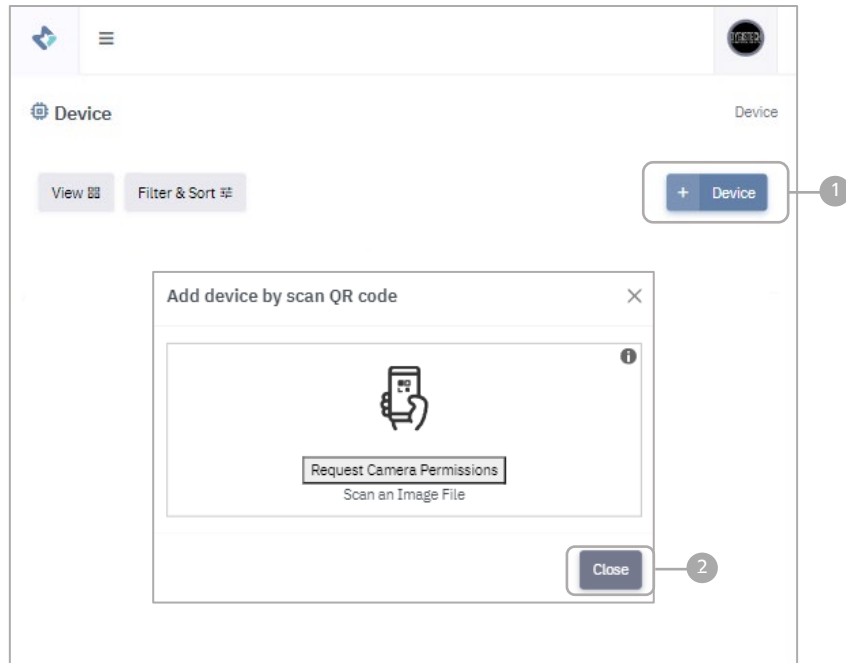 Device
Device
View
Filter & Sort
+ Device
1
Add device by scan QR code
Request Camera Permissions
Scan an Image File
Close
2